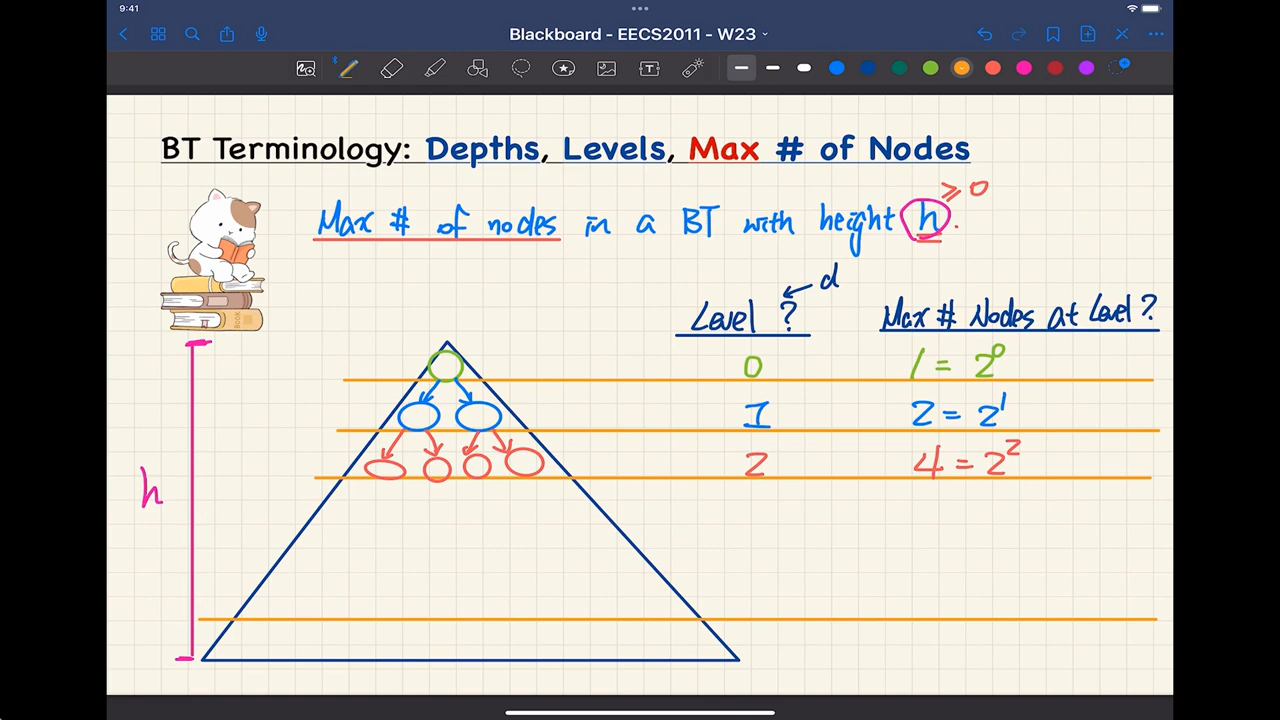 9:41
Blackboard - EECS2011 - W23
BT Terminology: Depths, Levels, Max # of Nodes
≥ 0
Max # of nodes in a BT with height h.
d
Level ? Max # Nodes at Level ?
0 1 = 2⁰
1 2 = 2¹
2 4 = 2²
h
BOOK